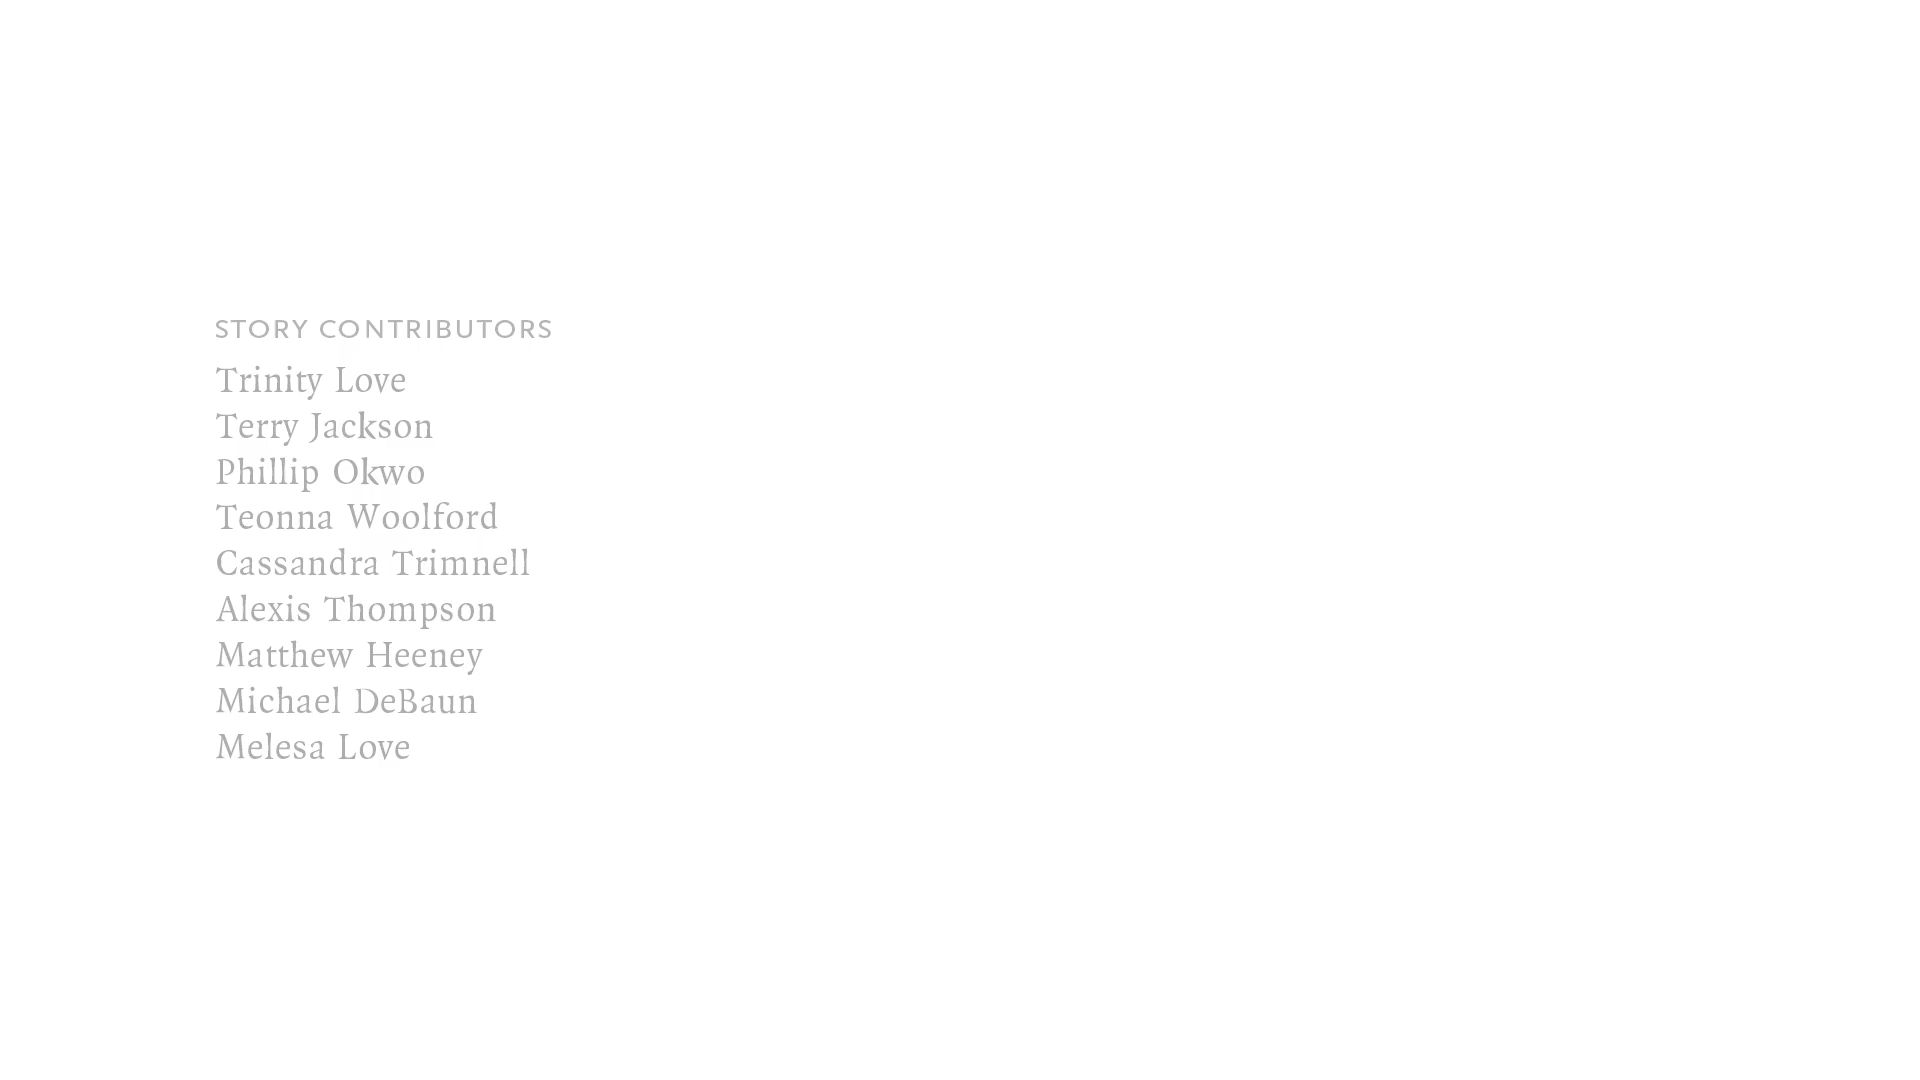 STORY CONTRIBUTORS
Trinity Love
Terry Jackson
Phillip Okwo
Teonna Woolford
Cassandra Trimnell
Alexis Thompson
Matthew Heeney
Michael DeBaun
Melesa Love